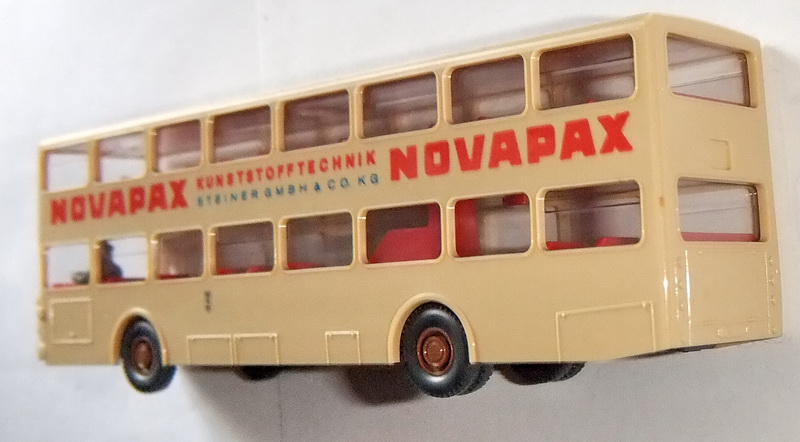 NOVAPAX
KUNSTSTOFFTECHNIK
STEINER GMBH & CO. KG
NOVAPAX